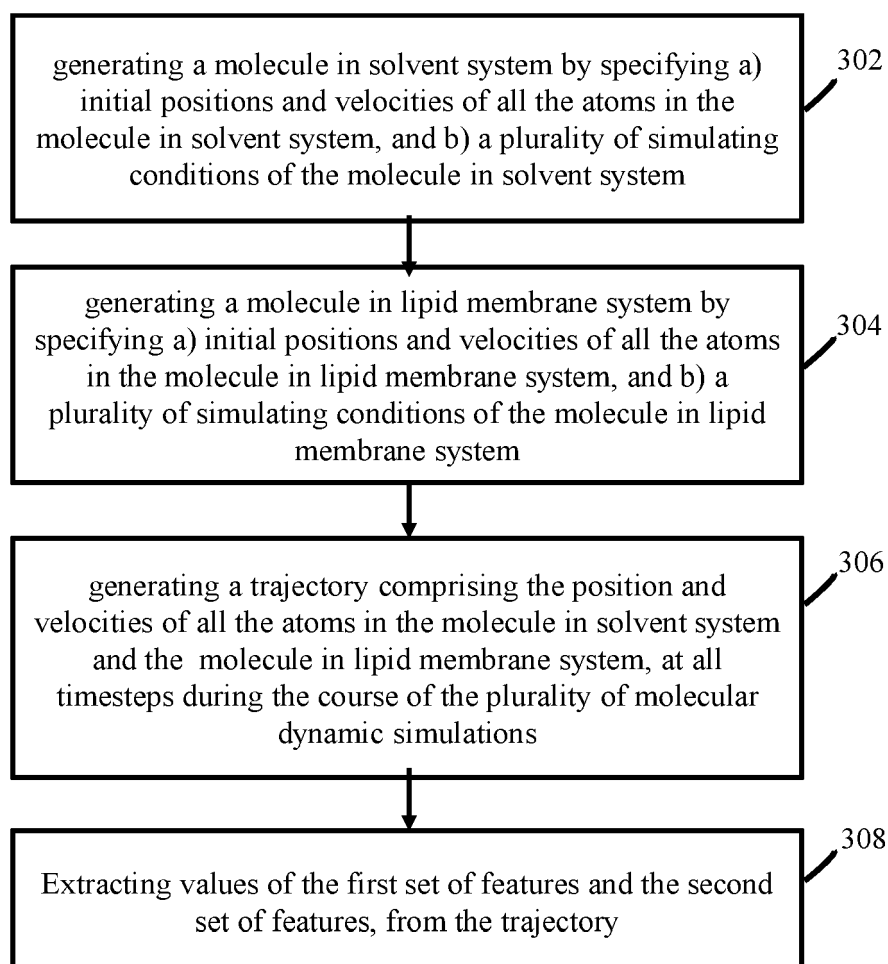 generating a molecule in solvent system by specifying a)
initial positions and velocities of all the atoms in the
molecule in solvent system, and b) a plurality of simulating
conditions of the molecule in solvent system
302
generating a molecule in lipid membrane system by
specifying a) initial positions and velocities of all the atoms
in the molecule in lipid membrane system, and b) a
plurality of simulating conditions of the molecule in lipid
membrane system
304
generating a trajectory comprising the position and
velocities of all the atoms in the molecule in solvent system
and the molecule in lipid membrane system, at all
timesteps during the course of the plurality of molecular
dynamic simulations
306
Extracting values of the first set of features and the second
set of features, from the trajectory
308